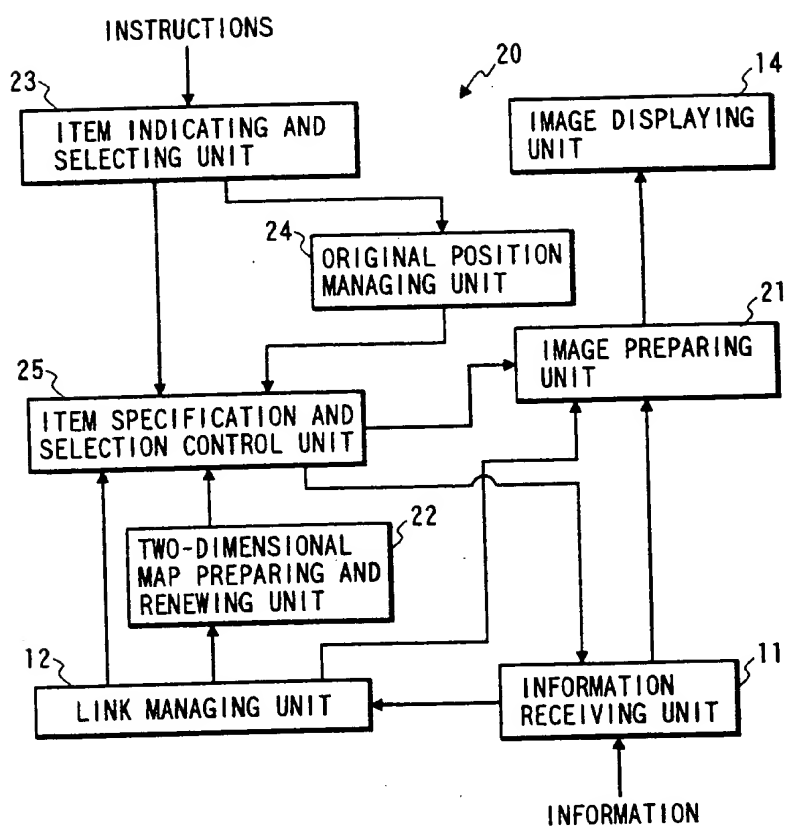 INSTRUCTIONS
23
20
14
ITEM INDICATING AND
SELECTING UNIT
IMAGE DISPLAYING
UNIT
24
ORIGINAL POSITION
MANAGING UNIT
21
IMAGE PREPARING
UNIT
25
ITEM SPECIFICATION AND
SELECTION CONTROL UNIT
22
TWO-DIMENSIONAL
MAP PREPARING AND
RENEWING UNIT
12
LINK MANAGING UNIT
11
INFORMATION
RECEIVING UNIT
INFORMATION